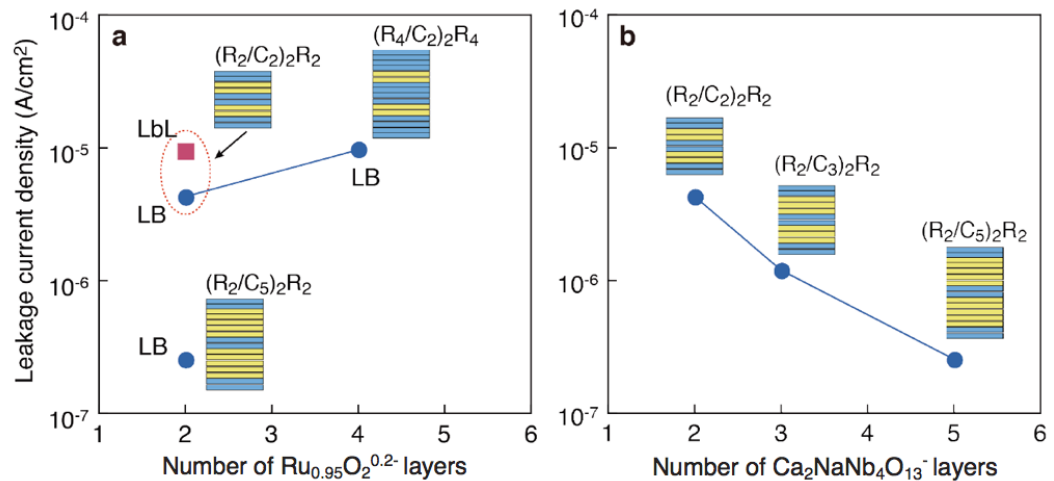 a
b
Leakage current density (A/cm²)
10⁻⁴
10⁻⁵
10⁻⁶
10⁻⁷
(R₂/C₂)₂R₂
(R₄/C₂)₂R₄
LbL
LB
LB
(R₂/C₅)₂R₂
LB
1 2 3 4 5 6
Number of Ru₀.₉₅O₂⁰·²⁻ layers
10⁻⁴
10⁻⁵
10⁻⁶
10⁻⁷
(R₂/C₂)₂R₂
(R₂/C₃)₂R₂
(R₂/C₅)₂R₂
1 2 3 4 5 6
Number of Ca₂NaNb₄O₁₃⁻ layers